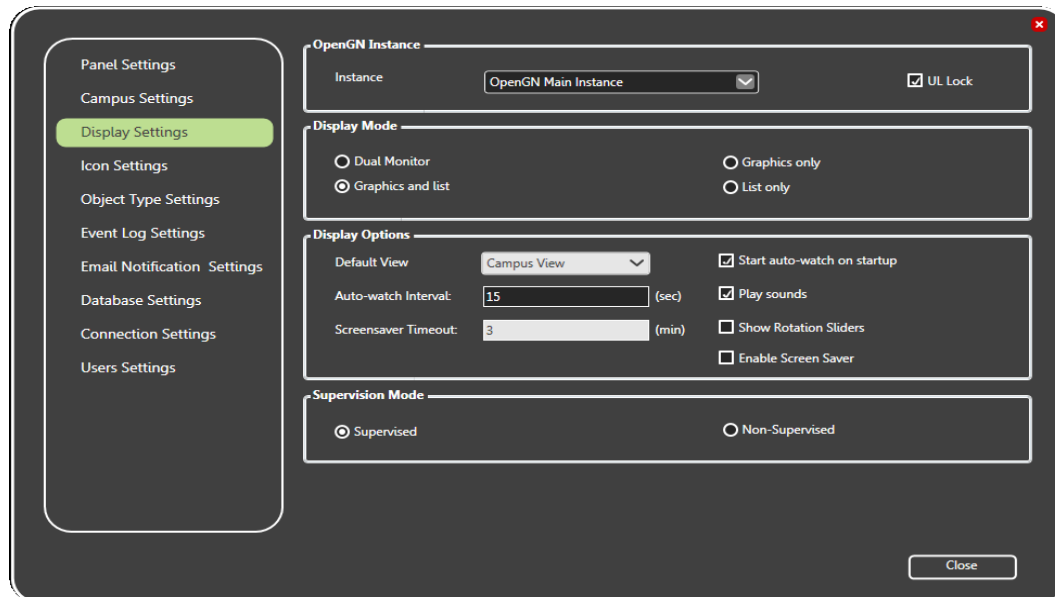 Panel Settings
Campus Settings
Display Settings
Icon Settings
Object Type Settings
Event Log Settings
Email Notification Settings
Database Settings
Connection Settings
Users Settings
OpenGN Instance
Instance
OpenGN Main Instance
UL Lock
Display Mode
Dual Monitor
Graphics only
Graphics and list
List only
Display Options
Default View
Campus View
Start auto-watch on startup
Auto-watch Interval:
15
(sec)
Play sounds
Screensaver Timeout:
3
(min)
Show Rotation Sliders
Enable Screen Saver
Supervision Mode
Supervised
Non-Supervised
Close